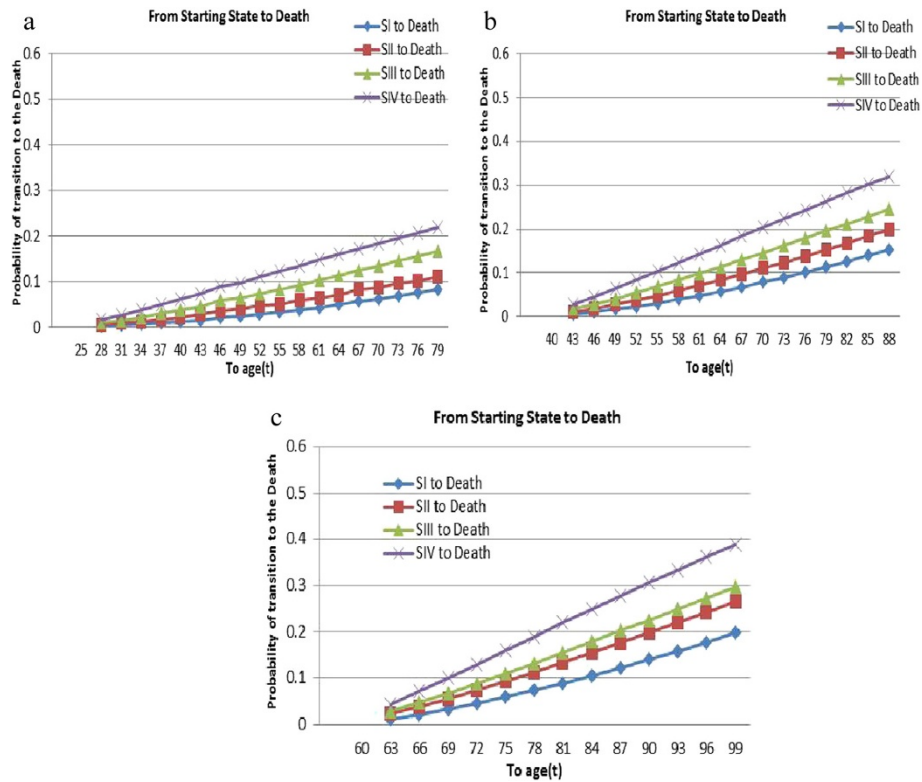 a
From Starting State to Death
SI to Death
SII to Death
SIII to Death
SIV to Death
Probability of transition to the Death
0.6
0.5
0.4
0.3
0.2
0.1
0
25 28 31 34 37 40 43 46 49 52 55 58 61 64 67 70 73 76 79
To age(t)
b
From Starting State to Death
SI to Death
SII to Death
SIII to Death
SIV to Death
Probability of transition to the Death
0.6
0.5
0.4
0.3
0.2
0.1
0
40 43 46 49 52 55 58 61 64 67 70 73 76 79 82 85 88
To age(t)
c
From Starting State to Death
SI to Death
SII to Death
SIII to Death
SIV to Death
Probability of transition to the Death
0.6
0.5
0.4
0.3
0.2
0.1
0
60 63 66 69 72 75 78 81 84 87 90 93 96 99
To age(t)